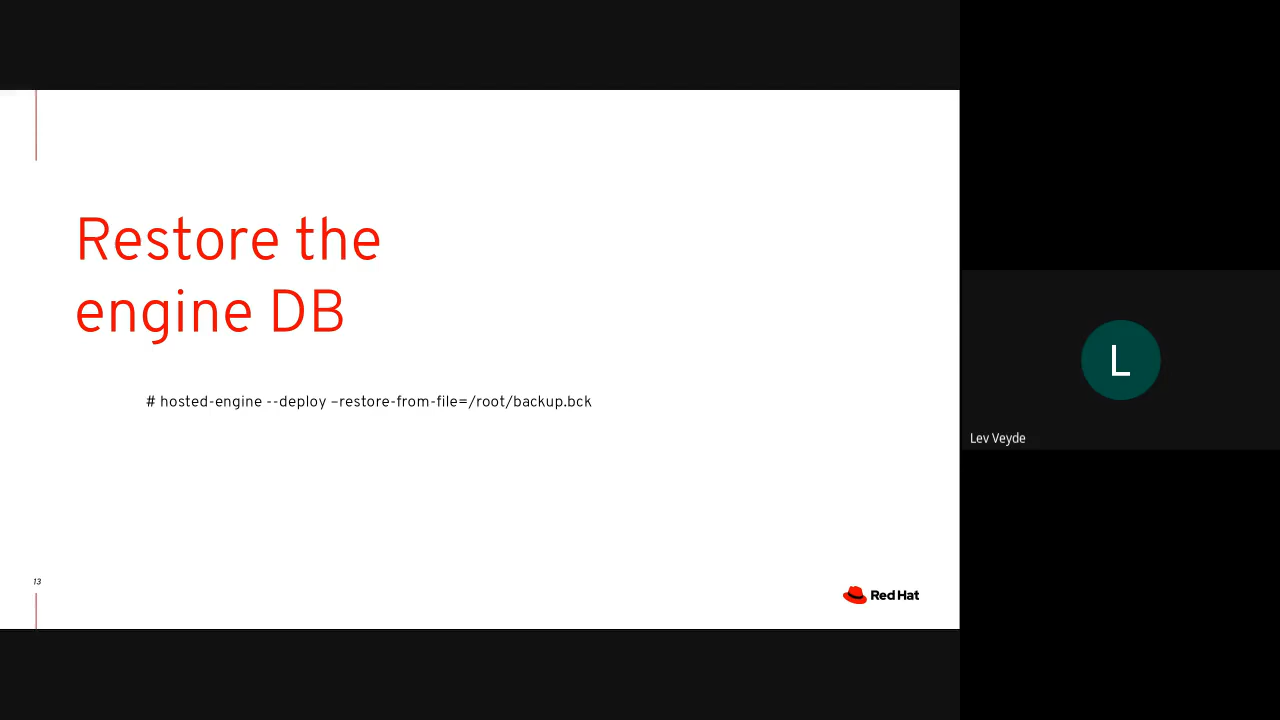 Restore the
engine DB
# hosted-engine --deploy –restore-from-file=/root/backup.bck
13
Red Hat
L
Lev Veyde